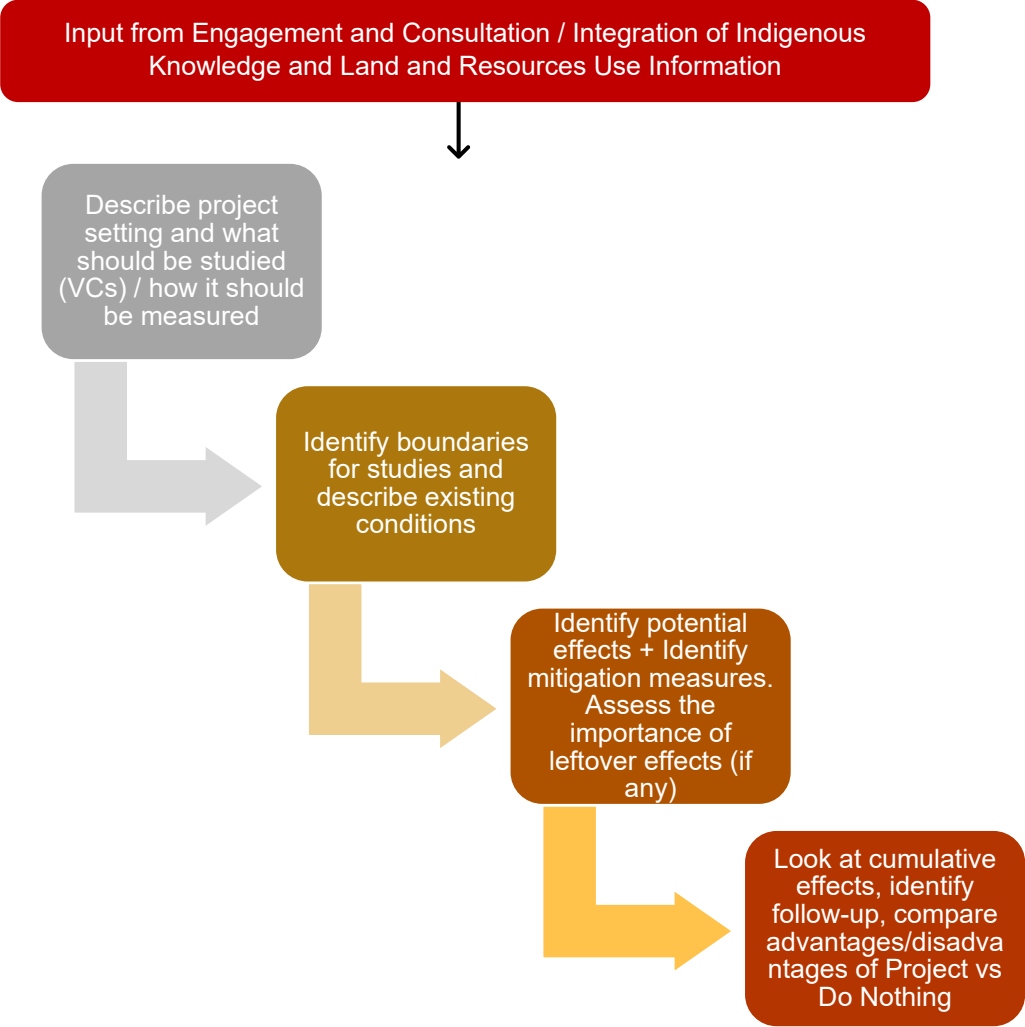 Input from Engagement and Consultation / Integration of Indigenous
Knowledge and Land and Resources Use Information
Describe project
setting and what
should be studied
(VCs) / how it should
be measured
Identify boundaries
for studies and
describe existing
conditions
Identify potential
effects + Identify
mitigation measures.
Assess the
importance of
leftover effects (if
any)
Look at cumulative
effects, identify
follow-up, compare
advantages/disadva
ntages of Project vs
Do Nothing